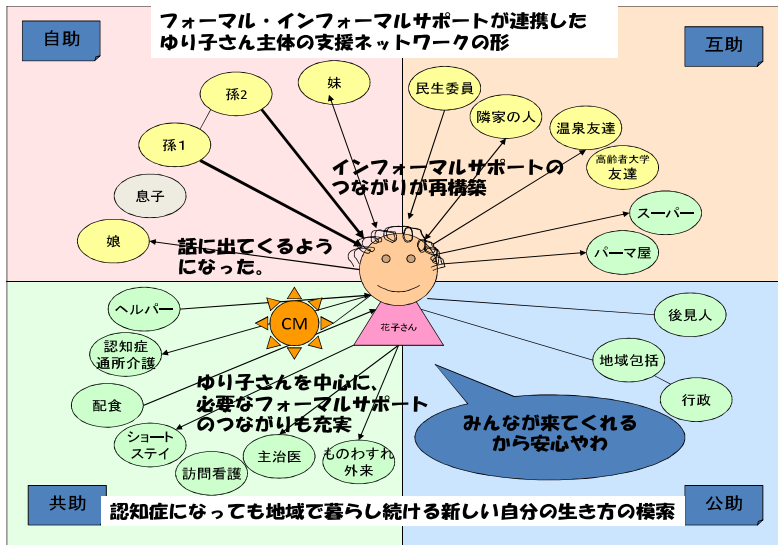 フォーマル・インフォーマルサポートが連携した
ゆり子さん主体の支援ネットワークの形
自助
互助
妹
孫2
孫1
息子
娘
民生委員
隣家の人
温泉友達
高齢者大学
友達
スーパー
パーマ屋
インフォーマルサポートの
つながりが再構築
話に出てくるよう
になった。
CM
花子さん
ヘルパー
認知症
通所介護
配食
ショート
ステイ
訪問看護
主治医
ものわすれ
外来
ゆり子さんを中心に、
必要なフォーマルサポート
のつながりも充実
後見人
地域包括
行政
みんなが来てくれる
から安心やわ
共助
公助
認知症になっても地域で暮らし続ける新しい自分の生き方の模索